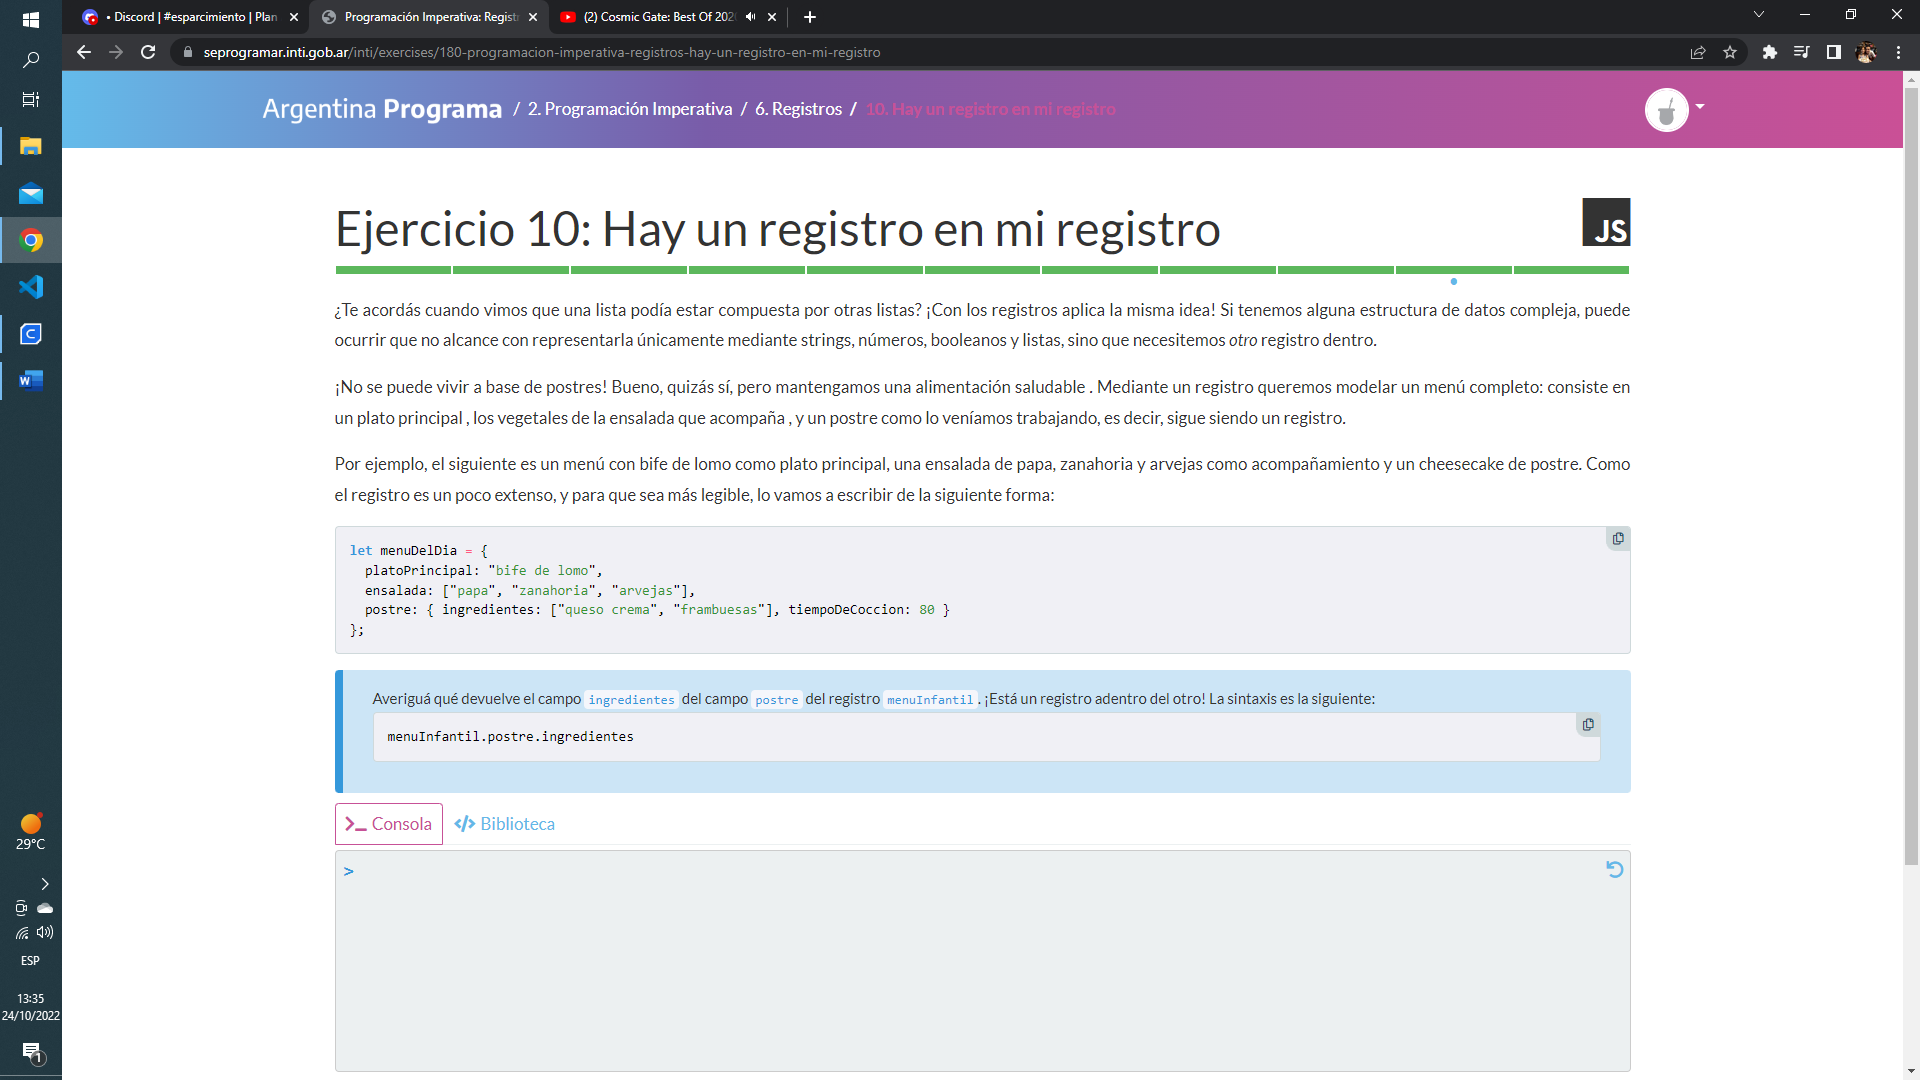 • Discord | #esparcimiento | Plan
Programación Imperativa: Regist
(2) Cosmic Gate: Best Of 202
seprogramar.inti.gob.ar/inti/exercises/180-programacion-imperativa-registros-hay-un-registro-en-mi-registro
Argentina Programa / 2. Programación Imperativa / 6. Registros / 10. Hay un registro en mi registro
Ejercicio 10: Hay un registro en mi registro
JS
¿Te acordás cuando vimos que una lista podía estar compuesta por otras listas? ¡Con los registros aplica la misma idea! Si tenemos alguna estructura de datos compleja, puede
ocurrir que no alcance con representarla únicamente mediante strings, números, booleanos y listas, sino que necesitemos otro registro dentro.
¡No se puede vivir a base de postres! Bueno, quizás sí, pero mantengamos una alimentación saludable . Mediante un registro queremos modelar un menú completo: consiste en
un plato principal , los vegetales de la ensalada que acompaña , y un postre como lo veníamos trabajando, es decir, sigue siendo un registro.
Por ejemplo, el siguiente es un menú con bife de lomo como plato principal, una ensalada de papa, zanahoria y arvejas como acompañamiento y un cheesecake de postre. Como
el registro es un poco extenso, y para que sea más legible, lo vamos a escribir de la siguiente forma:
let menuDelDia = {
platoPrincipal: "bife de lomo",
ensalada: ["papa", "zanahoria", "arvejas"],
postre: { ingredientes: ["queso crema", "frambuesas"], tiempoDeCoccion: 80 }
};
Averiguá qué devuelve el campo ingredientes del campo postre del registro menuInfantil. ¡Está un registro adentro del otro! La sintaxis es la siguiente:
menuInfantil.postre.ingredientes
>_ Consola
</> Biblioteca
>
29°C
ESP
13:35
24/10/2022
1